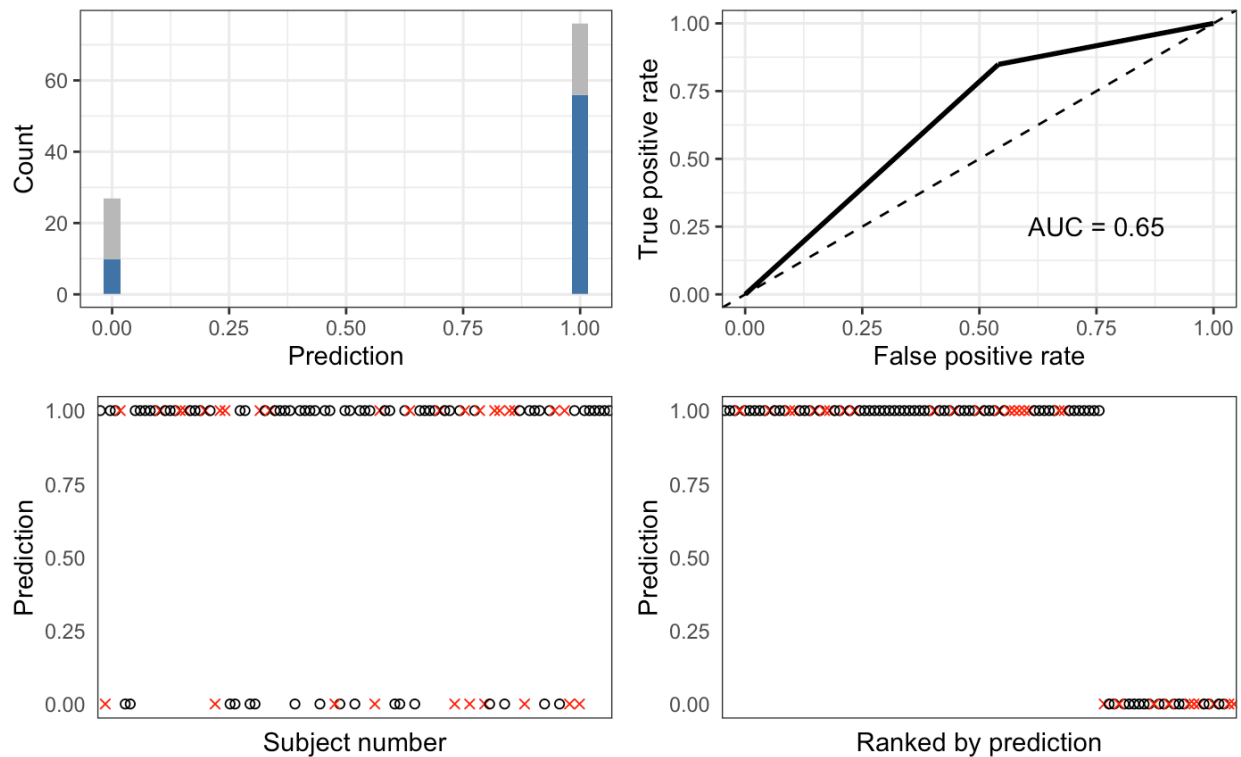 Count
60
40
20
0
0.00 0.25 0.50 0.75 1.00
Prediction
True positive rate
1.00
0.75
0.50
0.25
0.00
AUC = 0.65
0.00 0.25 0.50 0.75 1.00
False positive rate
Prediction
1.00
0.75
0.50
0.25
0.00
Subject number
Prediction
1.00
0.75
0.50
0.25
0.00
Ranked by prediction